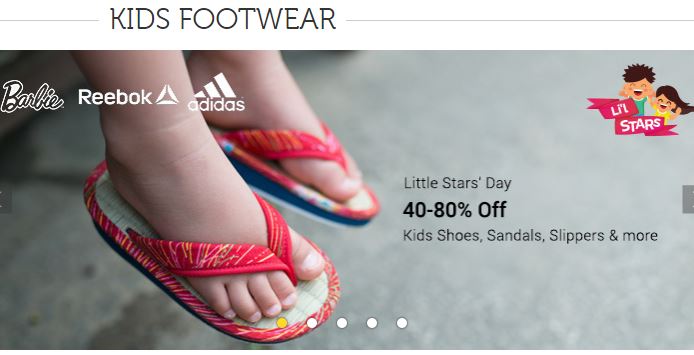 KIDS FOOTWEAR
Barbie Reebok adidas
Li'l
STARS
Little Stars' Day
40-80% Off
Kids Shoes, Sandals, Slippers & more